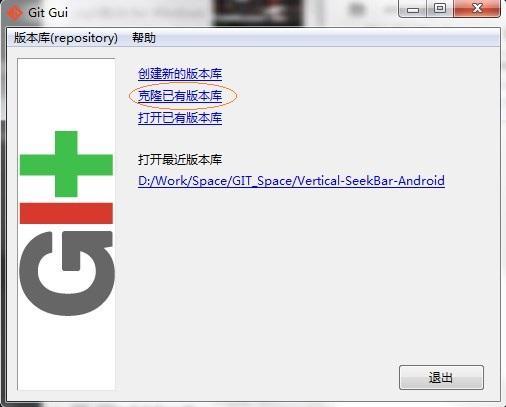 Git Gui
版本库(repository) 帮助
创建新的版本库
克隆已有版本库
打开已有版本库
打开最近版本库
D:/Work/Space/GIT_Space/Vertical-SeekBar-Android
GIt
退出